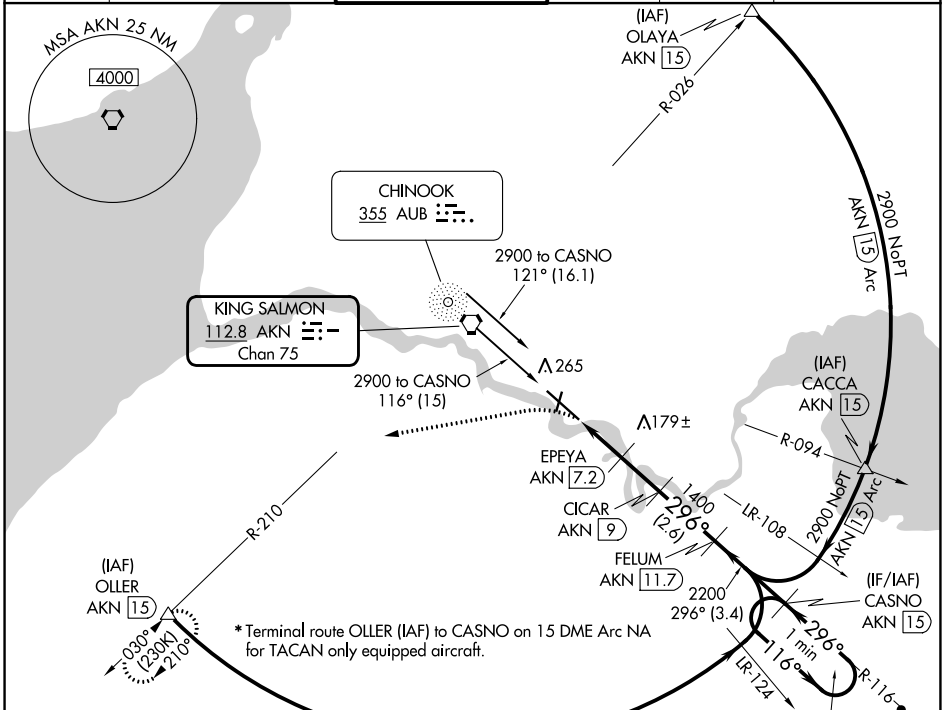 MSA AKN 25 NM
4000
(IAF)
OLAYA
AKN 15
R-026
2900 NoPT
AKN 15 Arc
CHINOOK
355 AUB
2900 to CASNO
121° (16.1)
KING SALMON
112.8 AKN
Chan 75
2900 to CASNO
116° (15)
265
179±
(IAF)
CACCA
AKN 15
R-094
EPEYA
AKN 7.2
CICAR
AKN 9
1400
296°
(2.6)
LR-108
2900 NoPT
AKN 15 Arc
R-210
FELUM
AKN 11.7
2200
296° (3.4)
(IF/IAF)
CASNO
AKN 15
(IAF)
OLLER
AKN 15
030°
(230K)
210°
* Terminal route OLLER (IAF) to CASNO on 15 DME Arc NA
for TACAN only equipped aircraft.
296°
1 min
116°
R-116
LR-124